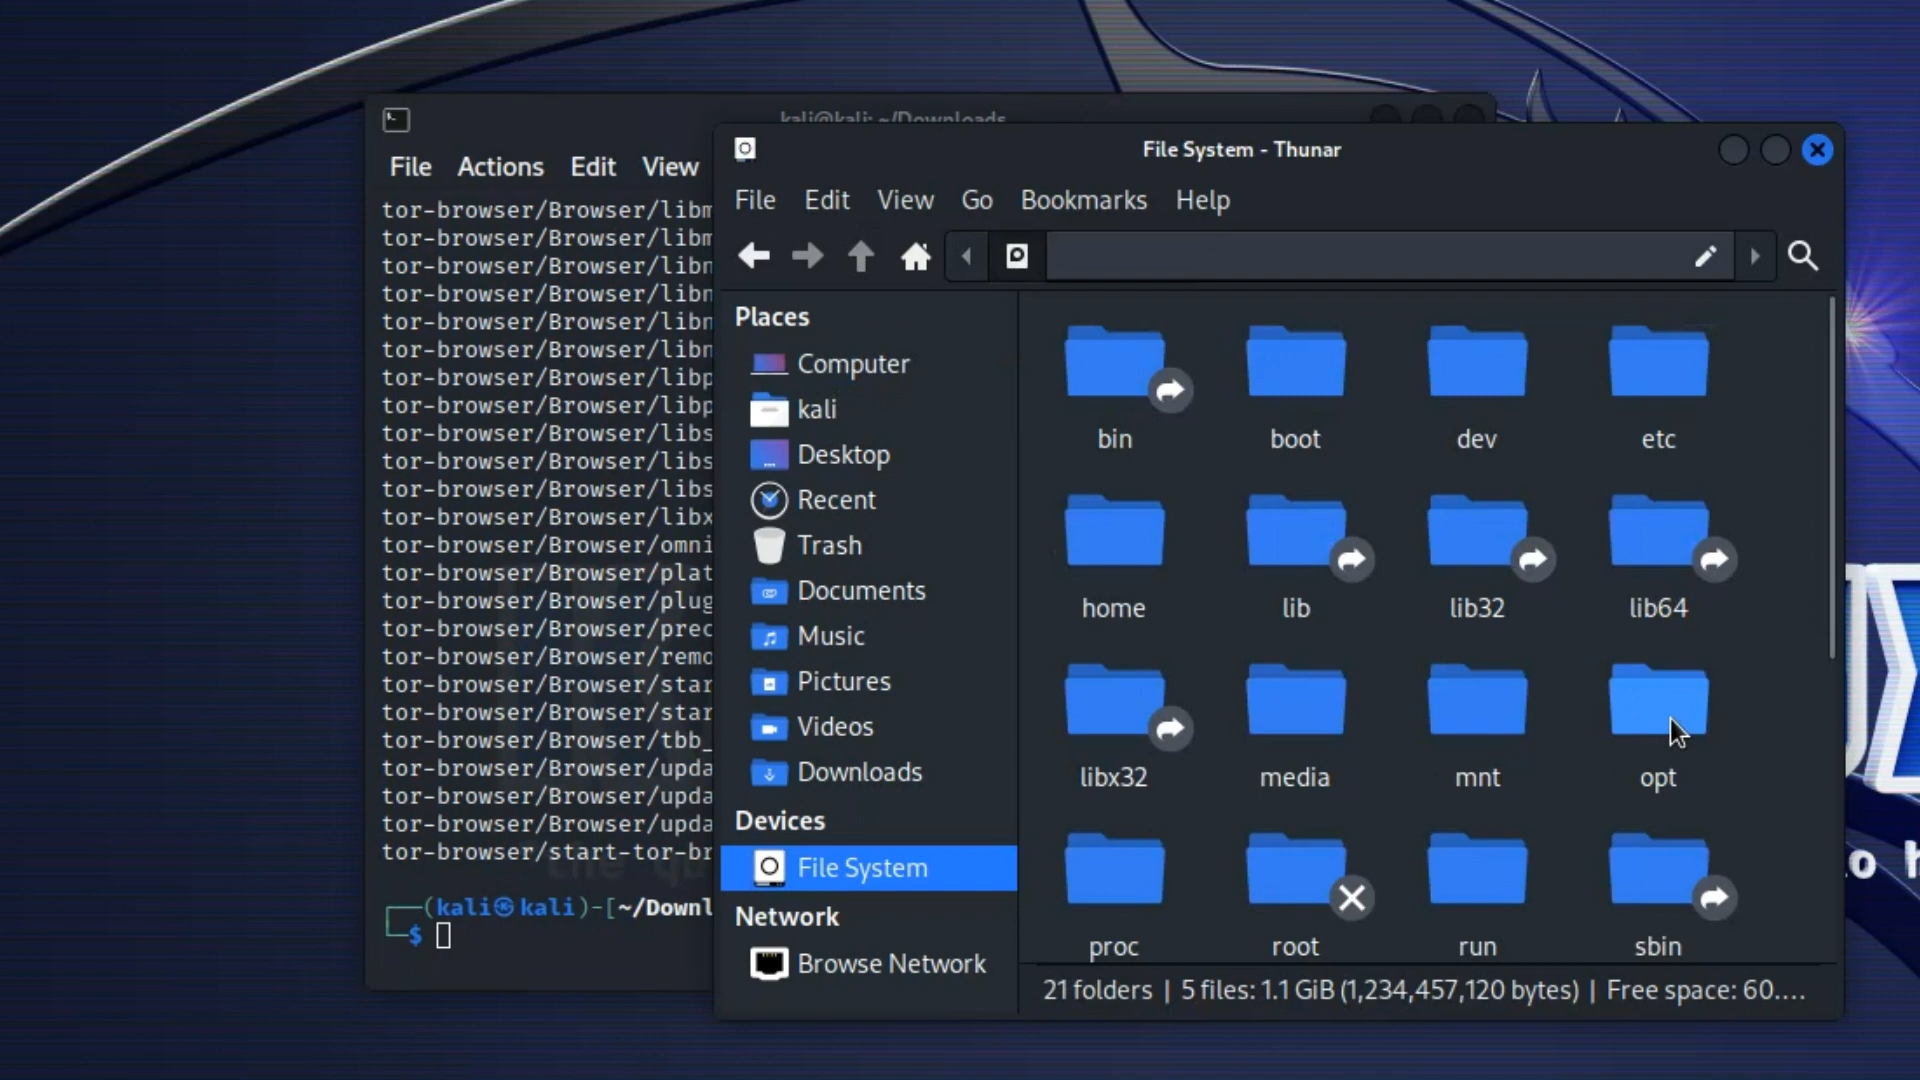 kali@kali: ~/Downloads
File Actions Edit View
tor-browser/Browser/libm
tor-browser/Browser/libm
tor-browser/Browser/libn
tor-browser/Browser/libn
tor-browser/Browser/libn
tor-browser/Browser/libn
tor-browser/Browser/libp
tor-browser/Browser/libp
tor-browser/Browser/libs
tor-browser/Browser/libs
tor-browser/Browser/libs
tor-browser/Browser/libx
tor-browser/Browser/omni
tor-browser/Browser/plat
tor-browser/Browser/plug
tor-browser/Browser/prec
tor-browser/Browser/remo
tor-browser/Browser/star
tor-browser/Browser/star
tor-browser/Browser/tbb_
tor-browser/Browser/upda
tor-browser/Browser/upda
tor-browser/Browser/upda
tor-browser/start-tor-br
(kali㉿kali)-[~/Downl
$
File System - Thunar
File Edit View Go Bookmarks Help
Places
Computer
kali
Desktop
Recent
Trash
Documents
Music
Pictures
Videos
Downloads
Devices
File System
Network
Browse Network
bin boot dev etc
home lib lib32 lib64
libx32 media mnt opt
proc root run sbin
21 folders | 5 files: 1.1 GiB (1,234,457,120 bytes) | Free space: 60....